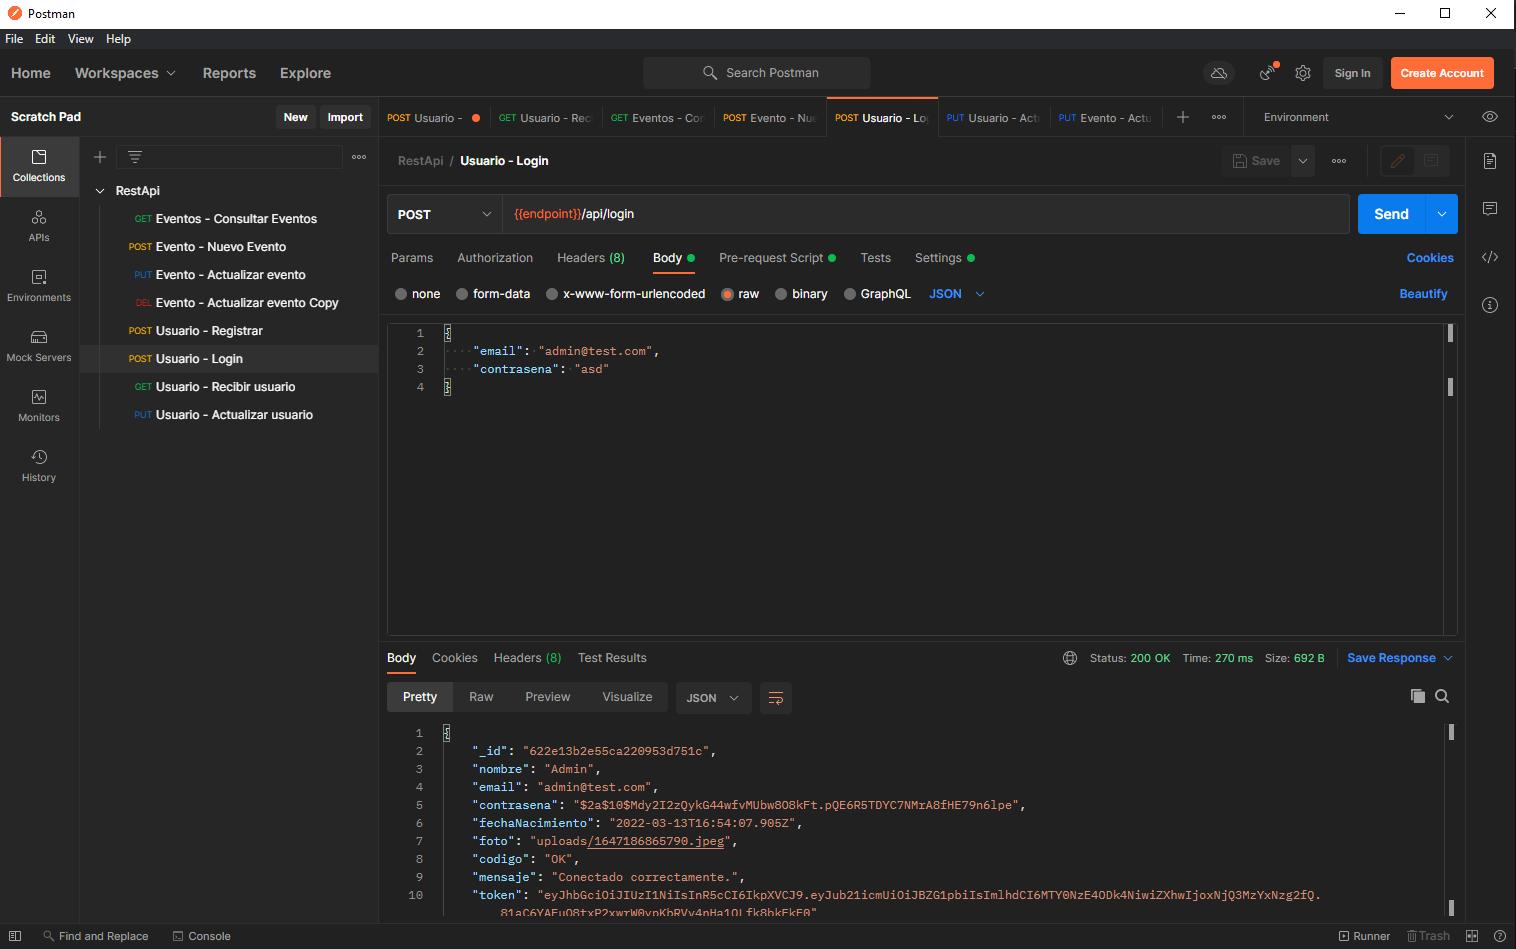 Postman
File Edit View Help
Home Workspaces Reports Explore Search Postman Sign In Create Account
Scratch Pad New Import
POST Usuario - GET Usuario - Rec GET Eventos - Con POST Evento - Nue POST Usuario - Lo PUT Usuario - Actu PUT Evento - Actu Environment
Collections
APIs
Environments
Mock Servers
Monitors
History
RestApi
GET Eventos - Consultar Eventos
POST Evento - Nuevo Evento
PUT Evento - Actualizar evento
DEL Evento - Actualizar evento Copy
POST Usuario - Registrar
POST Usuario - Login
GET Usuario - Recibir usuario
PUT Usuario - Actualizar usuario
RestApi / Usuario - Login Save
POST {{endpoint}}/api/login Send
Params Authorization Headers (8) Body Pre-request Script Tests Settings Cookies
none form-data x-www-form-urlencoded raw binary GraphQL JSON Beautify
1 {
2 "email": "admin@test.com",
3 "contrasena": "asd"
4 }
Body Cookies Headers (8) Test Results Status: 200 OK Time: 270 ms Size: 692 B Save Response
Pretty Raw Preview Visualize JSON
1 {
2 "_id": "622e13b2e55ca220953d751c",
3 "nombre": "Admin",
4 "email": "admin@test.com",
5 "contrasena": "$2a$10$Mdy2I2zQykG44wfvMUbw8O8kFt.pQE6R5TDYC7NMrA8fHE79n6lpe",
6 "fechaNacimiento": "2022-03-13T16:54:07.905Z",
7 "foto": "uploads/1647186865790.jpeg",
8 "codigo": "OK",
9 "mensaje": "Conectado correctamente.",
10 "token": "eyJhbGciOiJIUzI1NiIsInR5cCI6IkpXVCJ9.eyJub21icmUiOiJBZG1pbiIsImlhdCI6MTY0NzE4ODk4NiwiZXhwIjoxNjQ3MzYxNzg2fQ.
Find and Replace Console Runner Trash